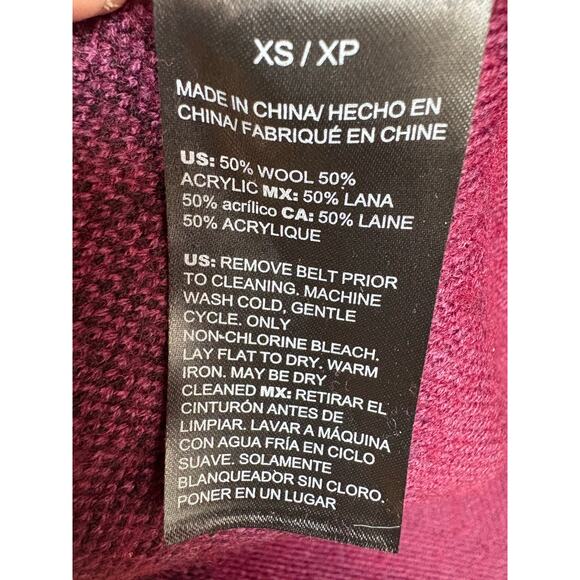 XS / XP
MADE IN CHINA/ HECHO EN
CHINA/ FABRIQUÉ EN CHINE
US: 50% WOOL 50%
ACRYLIC MX: 50% LANA
50% acrílico CA: 50% LAINE
50% ACRYLIQUE
US: REMOVE BELT PRIOR
TO CLEANING. MACHINE
WASH COLD, GENTLE
CYCLE. ONLY
NON-CHLORINE BLEACH.
LAY FLAT TO DRY. WARM
IRON. MAY BE DRY
CLEANED MX: RETIRAR EL
CINTURÓN ANTES DE
LIMPIAR. LAVAR A MÁQUINA
CON AGUA FRÍA EN CICLO
SUAVE. SOLAMENTE
BLANQUEADOR SIN CLORO.
PONER EN UN LUGAR